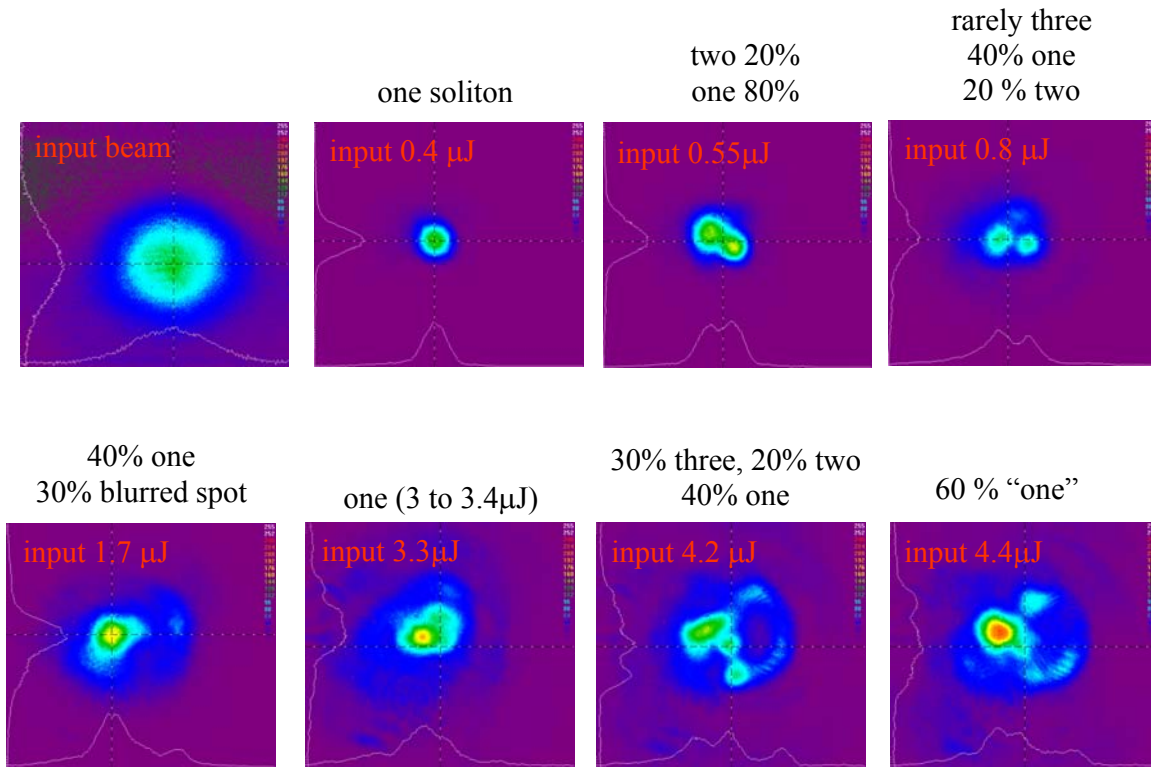 one soliton
two 20%
one 80%
rarely three
40% one
20 % two
input beam
input 0.4 μJ
input 0.55μJ
input 0.8 μJ
40% one
30% blurred spot
one (3 to 3.4μJ)
30% three, 20% two
40% one
60 % “one”
input 1.7 μJ
input 3.3μJ
input 4.2 μJ
input 4.4μJ